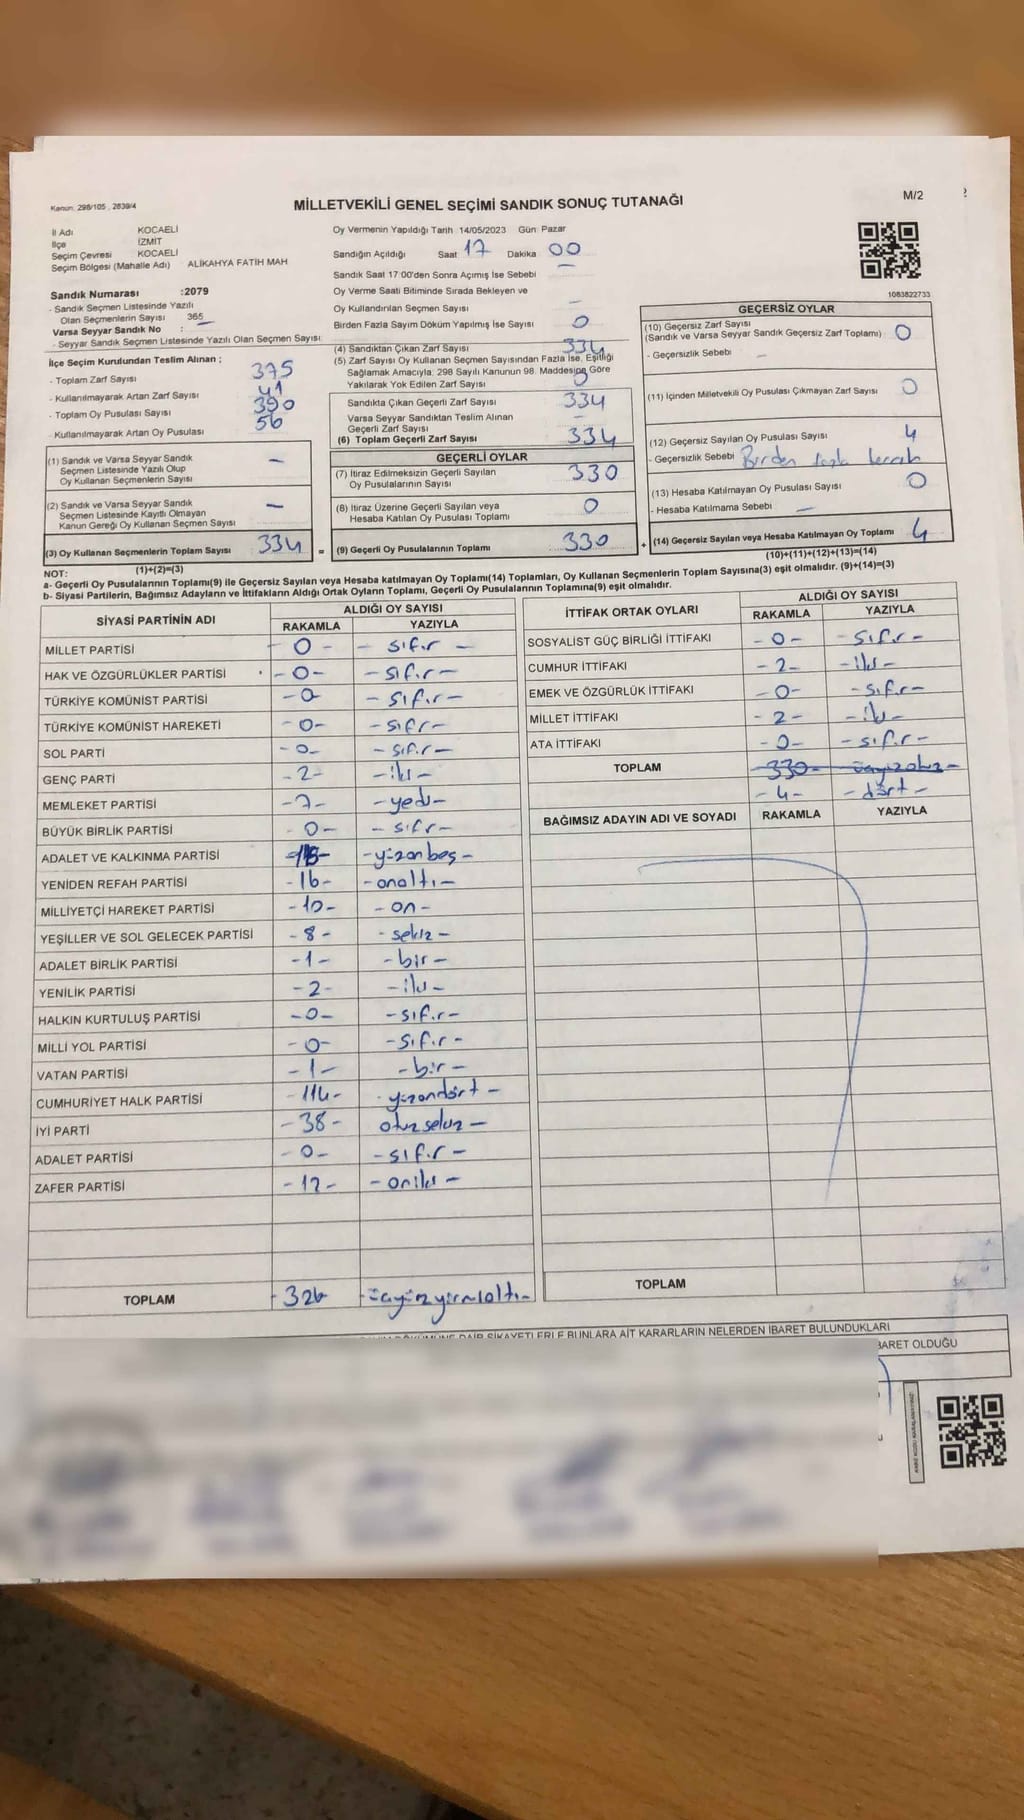 Kanun: 298/105 , 2839/4
MİLLETVEKİLİ GENEL SEÇİMİ SANDIK SONUÇ TUTANAĞI
M/2
İl Adı KOCAELİ
İlçe İZMİT
Seçim Çevresi KOCAELİ
Seçim Bölgesi (Mahalle Adı) ALİKAHYA FATİH MAH
Sandık Numarası :2079
- Sandık Seçmen Listesinde Yazılı
Olan Seçmenlerin Sayısı 365
Varsa Seyyar Sandık No :
- Seyyar Sandık Seçmen Listesinde Yazılı Olan Seçmen Sayısı
İlçe Seçim Kurulundan Teslim Alınan ;
- Toplam Zarf Sayısı 375
- Kullanılmayarak Artan Zarf Sayısı 41
- Toplam Oy Pusulası Sayısı 390
- Kullanılmayarak Artan Oy Pusulası 56
(1) Sandık ve Varsa Seyyar Sandık
Seçmen Listesinde Yazılı Olup
Oy Kullanan Seçmenlerin Sayısı –
(2) Sandık ve Varsa Seyyar Sandık
Seçmen Listesinde Kayıtlı Olmayan
Kanun Gereği Oy Kullanan Seçmen Sayısı –
(3) Oy Kullanan Seçmenlerin Toplam Sayısı 334 =
(1)+(2)=(3)
Oy Vermenin Yapıldığı Tarih 14/05/2023 Gün Pazar
Sandığın Açıldığı Saat 17 Dakika 00
Sandık Saat 17:00'den Sonra Açımış İse Sebebi –
Oy Verme Saati Bitiminde Sırada Bekleyen ve
Oy Kullandırılan Seçmen Sayısı –
Birden Fazla Sayım Döküm Yapılmış İse Sayısı 0
(4) Sandıktan Çıkan Zarf Sayısı 334
(5) Zarf Sayısı Oy Kullanan Seçmen Sayısından Fazla İse, Eşitliği
Sağlamak Amacıyla; 298 Sayılı Kanunun 98. Maddesine Göre
Yakılarak Yok Edilen Zarf Sayısı 0
Sandıkta Çıkan Geçerli Zarf Sayısı 334
Varsa Seyyar Sandıktan Teslim Alınan
Geçerli Zarf Sayısı –
(6) Toplam Geçerli Zarf Sayısı 334
GEÇERLİ OYLAR
(7) İtiraz Edilmeksizin Geçerli Sayılan
Oy Pusulalarının Sayısı 330
(8) İtiraz Üzerine Geçerli Sayılan veya
Hesaba Katılan Oy Pusulası Toplamı 0
(9) Geçerli Oy Pusulalarının Toplamı 330 +
1083822733
GEÇERSİZ OYLAR
(10) Geçersiz Zarf Sayısı
(Sandık ve Varsa Seyyar Sandık Geçersiz Zarf Toplamı) 0
- Geçersizlik Sebebi –
(11) İçinden Milletvekili Oy Pusulası Çıkmayan Zarf Sayısı 0
(12) Geçersiz Sayılan Oy Pusulası Sayısı 4
- Geçersizlik Sebebi Birden fazla tercih
(13) Hesaba Katılmayan Oy Pusulası Sayısı 0
- Hesaba Katılmama Sebebi –
(14) Geçersiz Sayılan veya Hesaba Katılmayan Oy Toplamı 4
(10)+(11)+(12)+(13)=(14)
NOT:
a- Geçerli Oy Pusulalarının Toplamı(9) ile Geçersiz Sayılan veya Hesaba katılmayan Oy Toplamı(14) Toplamları, Oy Kullanan Seçmenlerin Toplam Sayısına(3) eşit olmalıdır. (9)+(14)=(3)
b- Siyasi Partilerin, Bağımsız Adayların ve İttifakların Aldığı Ortak Oyların Toplamı, Geçerli Oy Pusulalarının Toplamına(9) eşit olmalıdır.
SİYASİ PARTİNİN ADI ALDIĞI OY SAYISI
RAKAMLA YAZIYLA
MİLLET PARTİSİ - 0 - - sıfır -
HAK VE ÖZGÜRLÜKLER PARTİSİ - 0 - - sıfır -
TÜRKİYE KOMÜNİST PARTİSİ - 0 - - sıfır -
TÜRKİYE KOMÜNİST HAREKETİ - 0 - - sıfır -
SOL PARTİ - 0 - - sıfır -
GENÇ PARTİ - 2 - - iki -
MEMLEKET PARTİSİ - 7 - - yedi -
BÜYÜK BİRLİK PARTİSİ 0 - - sıfr -
ADALET VE KALKINMA PARTİSİ - 115 - - yüzonbeş -
YENİDEN REFAH PARTİSİ - 16 - - onaltı -
MİLLİYETÇİ HAREKET PARTİSİ - 10 - - on -
YEŞİLLER VE SOL GELECEK PARTİSİ - 8 - - sekiz -
ADALET BİRLİK PARTİSİ - 1 - - bir -
YENİLİK PARTİSİ - 2 - - iki -
HALKIN KURTULUŞ PARTİSİ - 0 - - sıfır -
MİLLİ YOL PARTİSİ - 0 - - sıfır -
VATAN PARTİSİ - 1 - - bir -
CUMHURİYET HALK PARTİSİ - 114 - - yüzondört -
İYİ PARTİ - 38 - otuzsekiz -
ADALET PARTİSİ - 0 - - sıfır -
ZAFER PARTİSİ - 12 - - oniki -
TOPLAM - 326 - üçyüzyirmialtı -
İTTİFAK ORTAK OYLARI ALDIĞI OY SAYISI
RAKAMLA YAZIYLA
SOSYALİST GÜÇ BİRLİĞİ İTTİFAKI - 0 - - sıfır -
CUMHUR İTTİFAKI - 2 - - iki -
EMEK VE ÖZGÜRLÜK İTTİFAKI - 0 - - sıfır -
MİLLET İTTİFAKI - 2 - - iki -
ATA İTTİFAKI - 0 - - sıfır -
TOPLAM - 330 - üçyüzotuz -
- 4 - - dört -
BAĞIMSIZ ADAYIN ADI VE SOYADI RAKAMLA YAZIYLA
TOPLAM
DAİR ŞİKAYETLERLE BUNLARA AİT KARARLARIN NELERDEN İBARET BULUNDUKLARI
BARET OLDUĞU